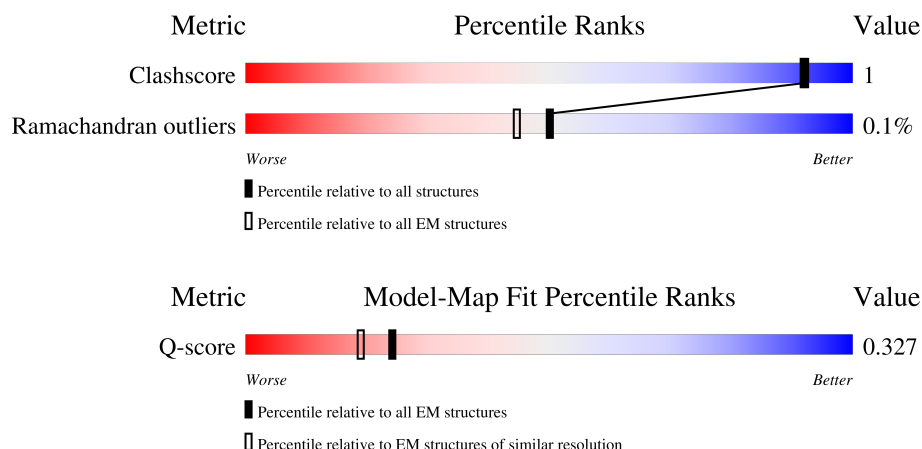 Metric Percentile Ranks Value
Clashscore 1
Ramachandran outliers 0.1%
Worse Better
Percentile relative to all structures
Percentile relative to all EM structures
Metric Model-Map Fit Percentile Ranks Value
Q-score 0.327
Worse Better
Percentile relative to all EM structures
Percentile relative to EM structures of similar resolution